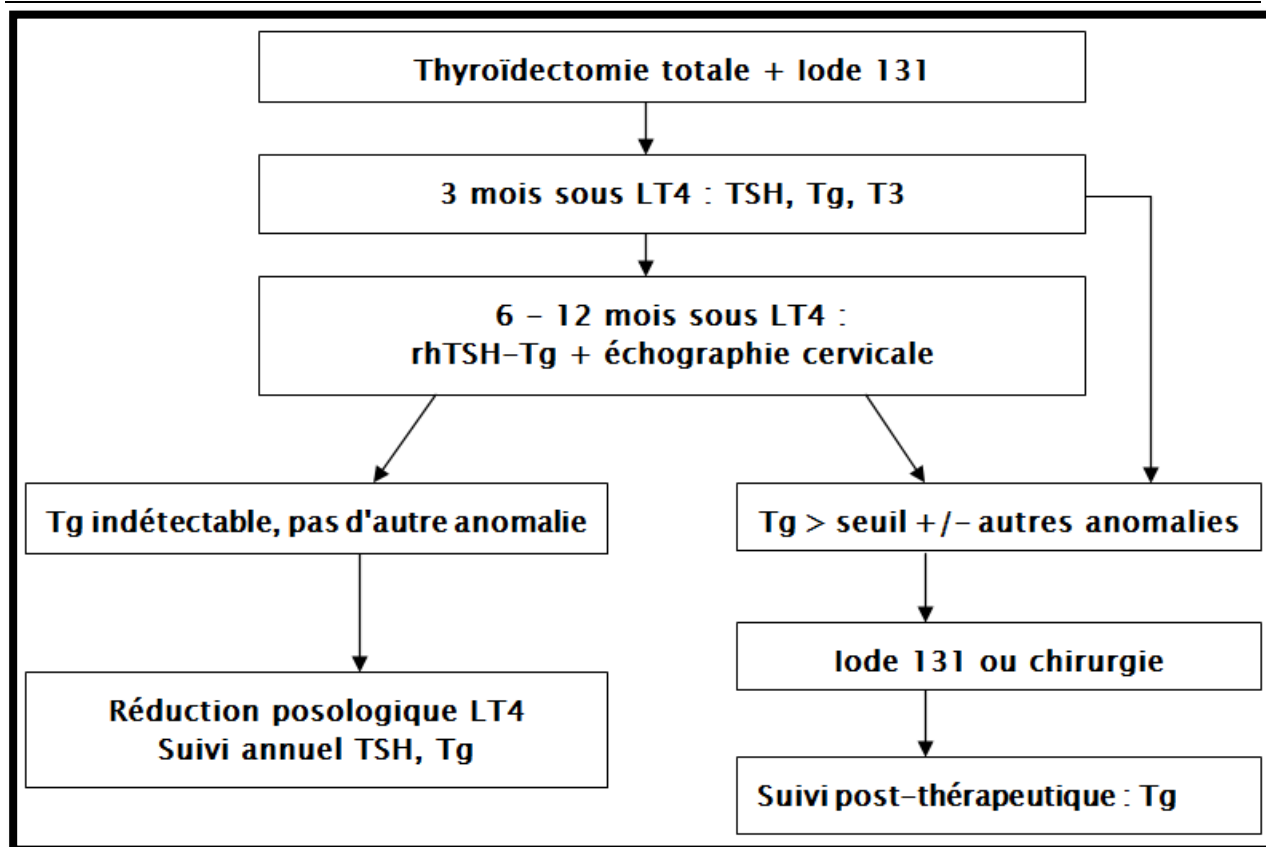 Thyroïdectomie totale + Iode 131
3 mois sous LT4 : TSH, Tg, T3
6 – 12 mois sous LT4 :
rhTSH–Tg + échographie cervicale
Tg indétectable, pas d'autre anomalie
Tg > seuil +/– autres anomalies
Iode 131 ou chirurgie
Réduction posologique LT4
Suivi annuel TSH, Tg
Suivi post–thérapeutique : Tg